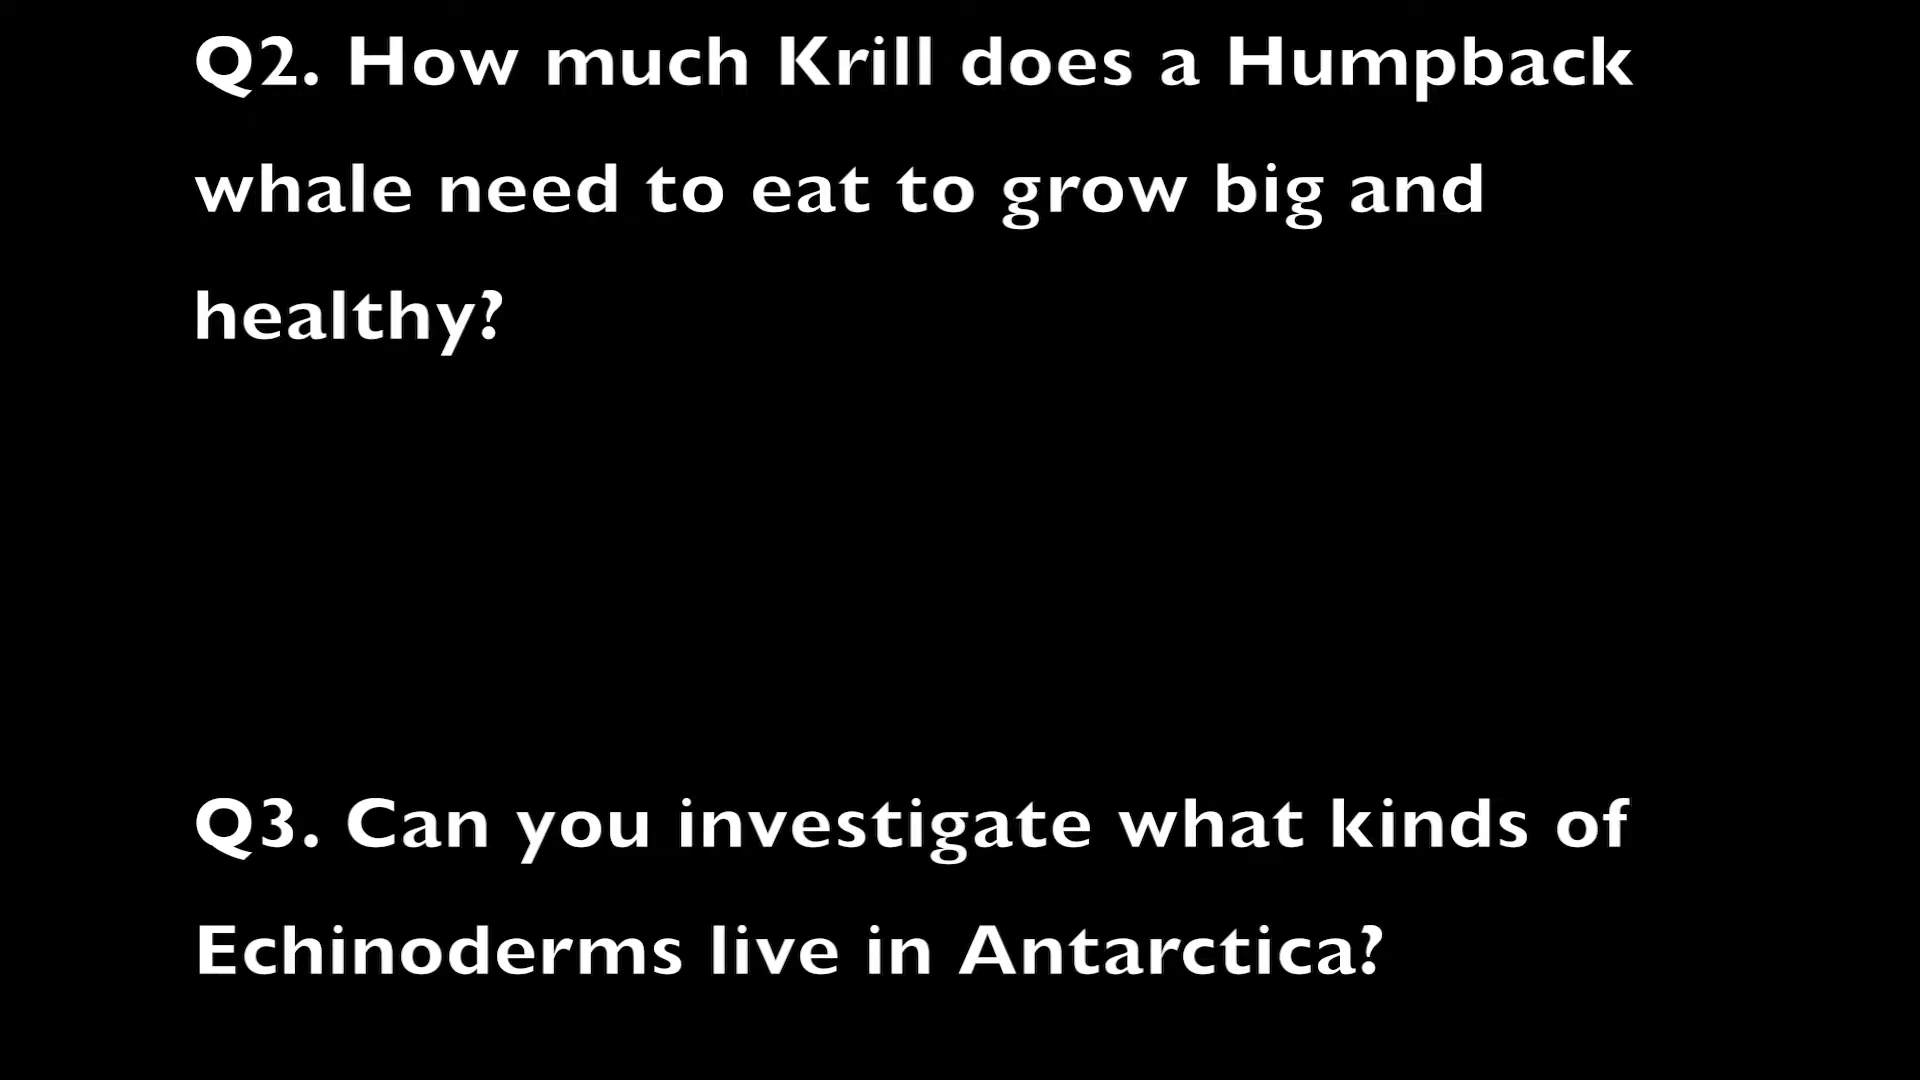 Q2. How much Krill does a Humpback
whale need to eat to grow big and
healthy?
Q3. Can you investigate what kinds of
Echinoderms live in Antarctica?